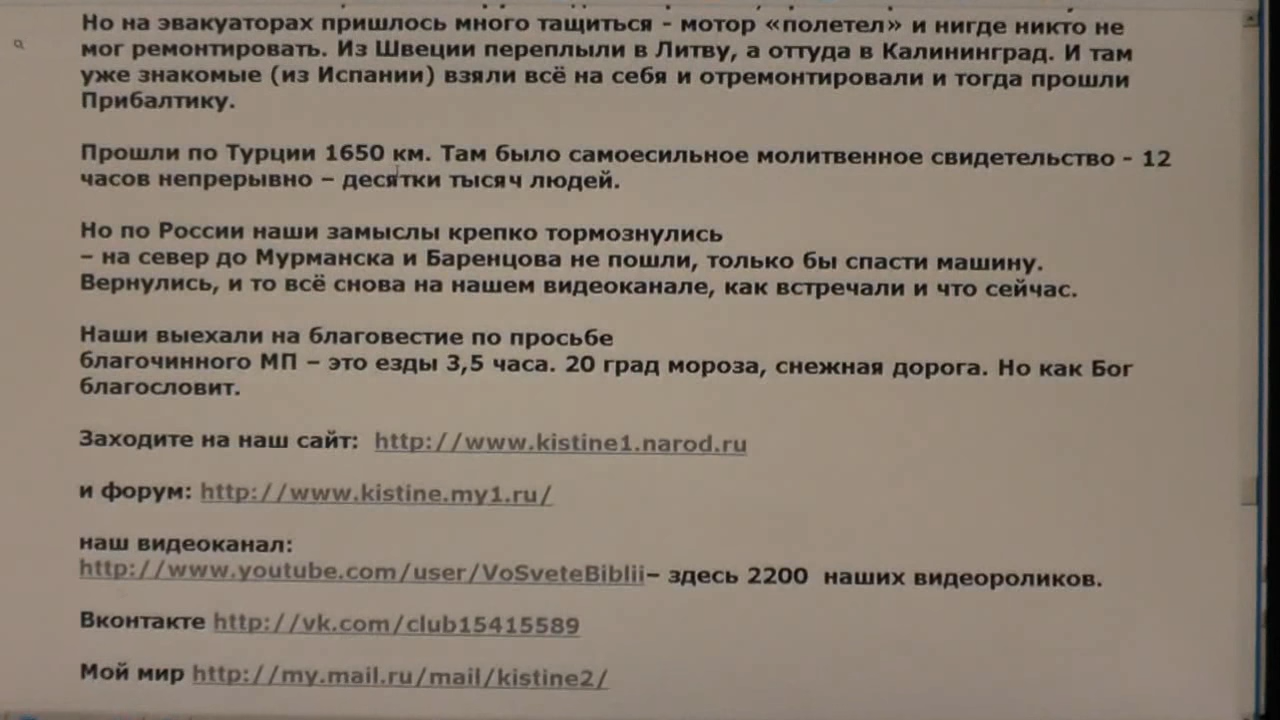 Но на эвакуаторах пришлось много тащиться - мотор «полетел» и нигде никто не
мог ремонтировать. Из Швеции переплыли в Литву, а оттуда в Калининград. И там
уже знакомые (из Испании) взяли всё на себя и отремонтировали и тогда прошли
Прибалтику.
Прошли по Турции 1650 км. Там было самоесильное молитвенное свидетельство - 12
часов непрерывно – десятки тысяч людей.
Но по России наши замыслы крепко тормознулись
– на север до Мурманска и Баренцова не пошли, только бы спасти машину.
Вернулись, и то всё снова на нашем видеоканале, как встречали и что сейчас.
Наши выехали на благовестие по просьбе
благочинного МП – это езды 3,5 часа. 20 град мороза, снежная дорога. Но как Бог
благословит.
Заходите на наш сайт: http://www.kistine1.narod.ru
и форум: http://www.kistine.my1.ru/
наш видеоканал:
http://www.youtube.com/user/VoSveteBiblii– здесь 2200 наших видеороликов.
Вконтакте http://vk.com/club15415589
Мой мир http://my.mail.ru/mail/kistine2/